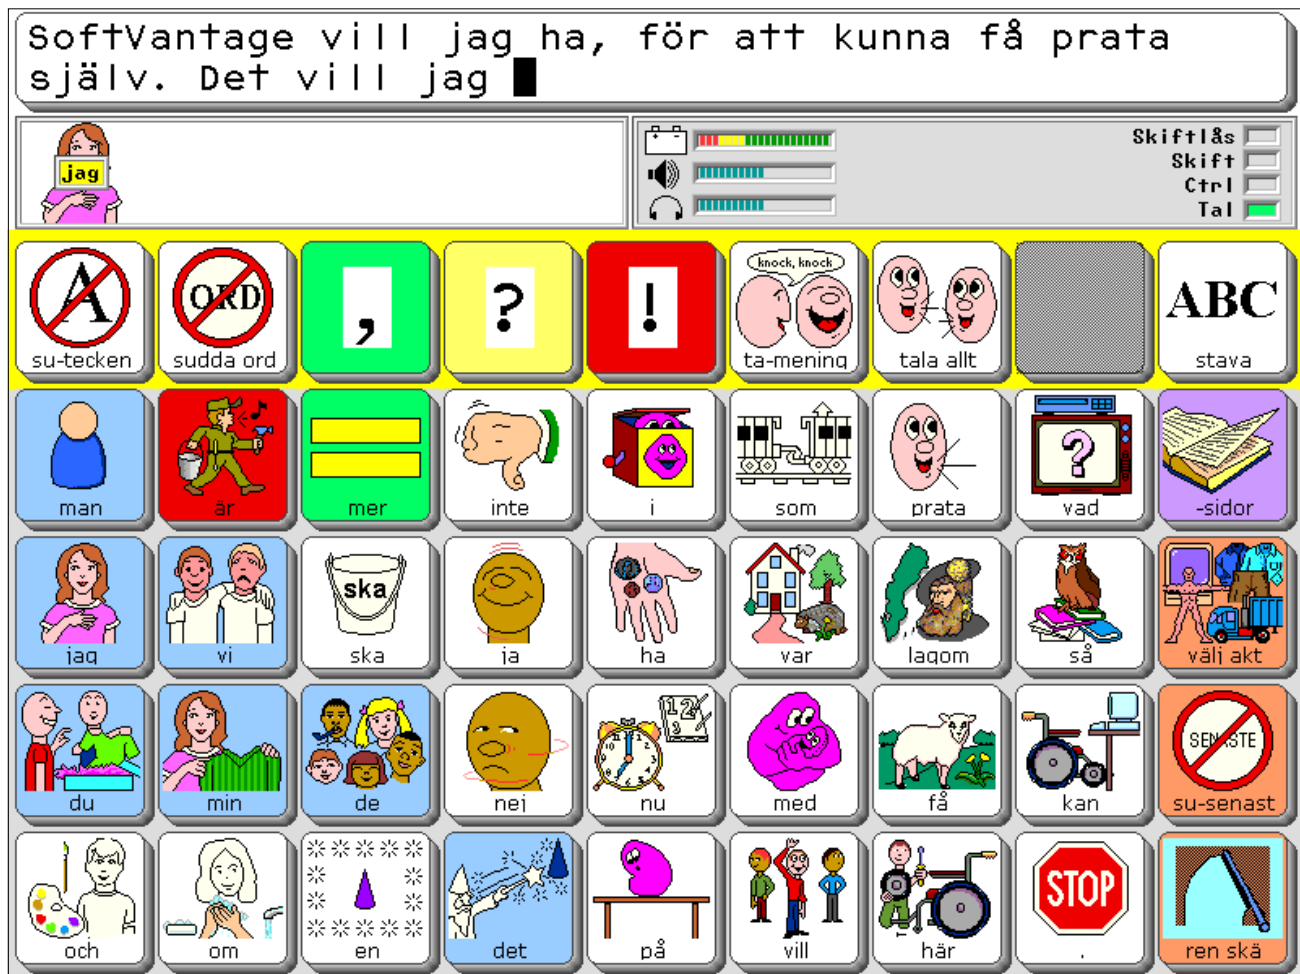 SoftVantage vill jag ha, för att kunna få prata
själv. Det vill jag
jag
Skiftlås
Skift
Ctrl
Tal
A
su-tecken
ORD
sudda ord
,
?
!
knock, knock
ta-mening
tala allt
ABC
stava
man
är
mer
inte
i
som
prata
?
vad
-sidor
jag
vi
ska
ska
ja
ha
var
lagom
så
välj akt
du
min
de
nej
12
3
nu
med
få
kan
SENASTE
su-senast
och
om
en
det
på
vill
här
STOP
.
ren skä